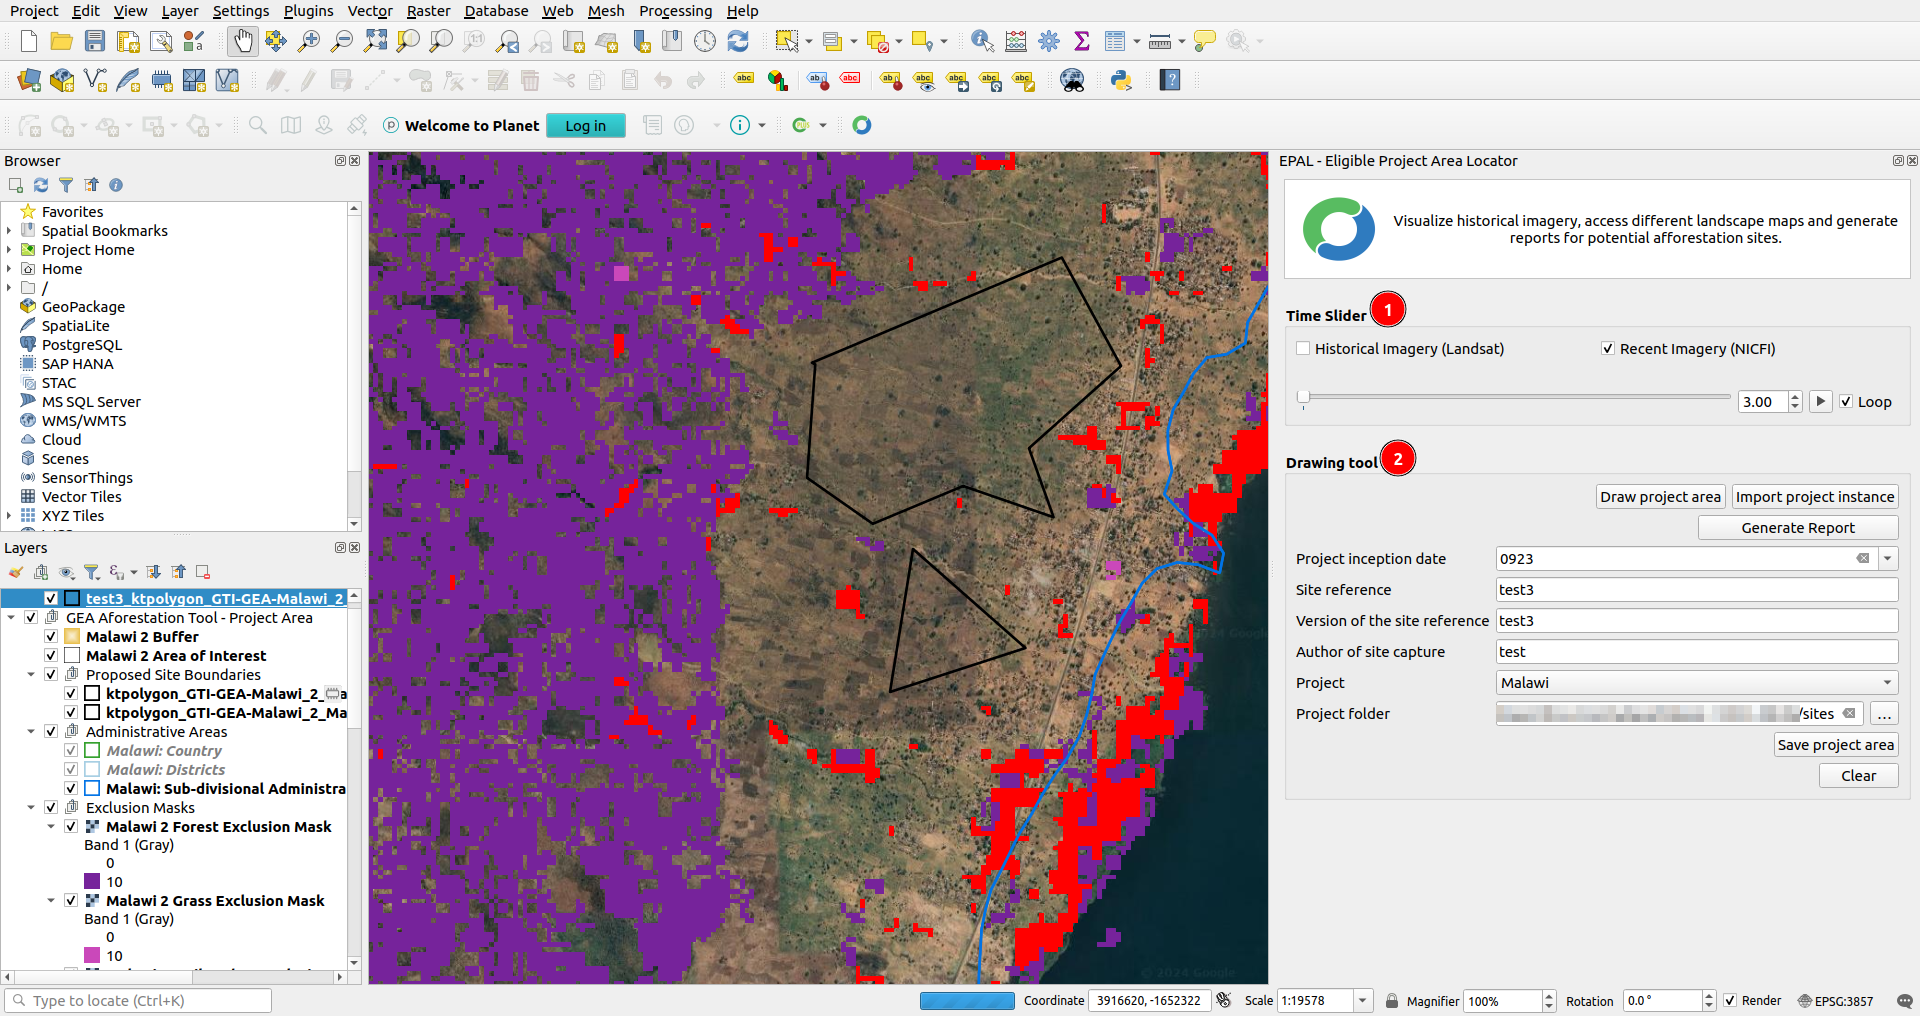 Project Edit View Layer Settings Plugins Vector Raster Database Web Mesh Processing Help
Welcome to Planet Log in
Browser
Favorites
Spatial Bookmarks
Project Home
Home
/
GeoPackage
SpatiaLite
PostgreSQL
SAP HANA
STAC
MS SQL Server
WMS/WMTS
Cloud
Scenes
SensorThings
Vector Tiles
XYZ Tiles
Layers
test3_ktpolygon_GTI-GEA-Malawi_2_
GEA Aforestation Tool - Project Area
Malawi 2 Buffer
Malawi 2 Area of Interest
Proposed Site Boundaries
ktpolygon_GTI-GEA-Malawi_2_ a
ktpolygon_GTI-GEA-Malawi_2_Ma
Administrative Areas
Malawi: Country
Malawi: Districts
Malawi: Sub-divisional Administra
Exclusion Masks
Malawi 2 Forest Exclusion Mask
Band 1 (Gray)
0
10
Malawi 2 Grass Exclusion Mask
Band 1 (Gray)
0
10
2024 Google
© 2024 Google
EPAL - Eligible Project Area Locator
Visualize historical imagery, access different landscape maps and generate
reports for potential afforestation sites.
Time Slider 1
Historical Imagery (Landsat) Recent Imagery (NICFI)
3.00 Loop
Drawing tool 2
Draw project area Import project instance
Generate Report
Project inception date 0923
Site reference test3
Version of the site reference test3
Author of site capture test
Project Malawi
Project folder /sites ...
Save project area
Clear
Type to locate (Ctrl+K) Coordinate 3916620, -1652322 Scale 1:19578 Magnifier 100% Rotation 0.0 ° Render EPSG:3857